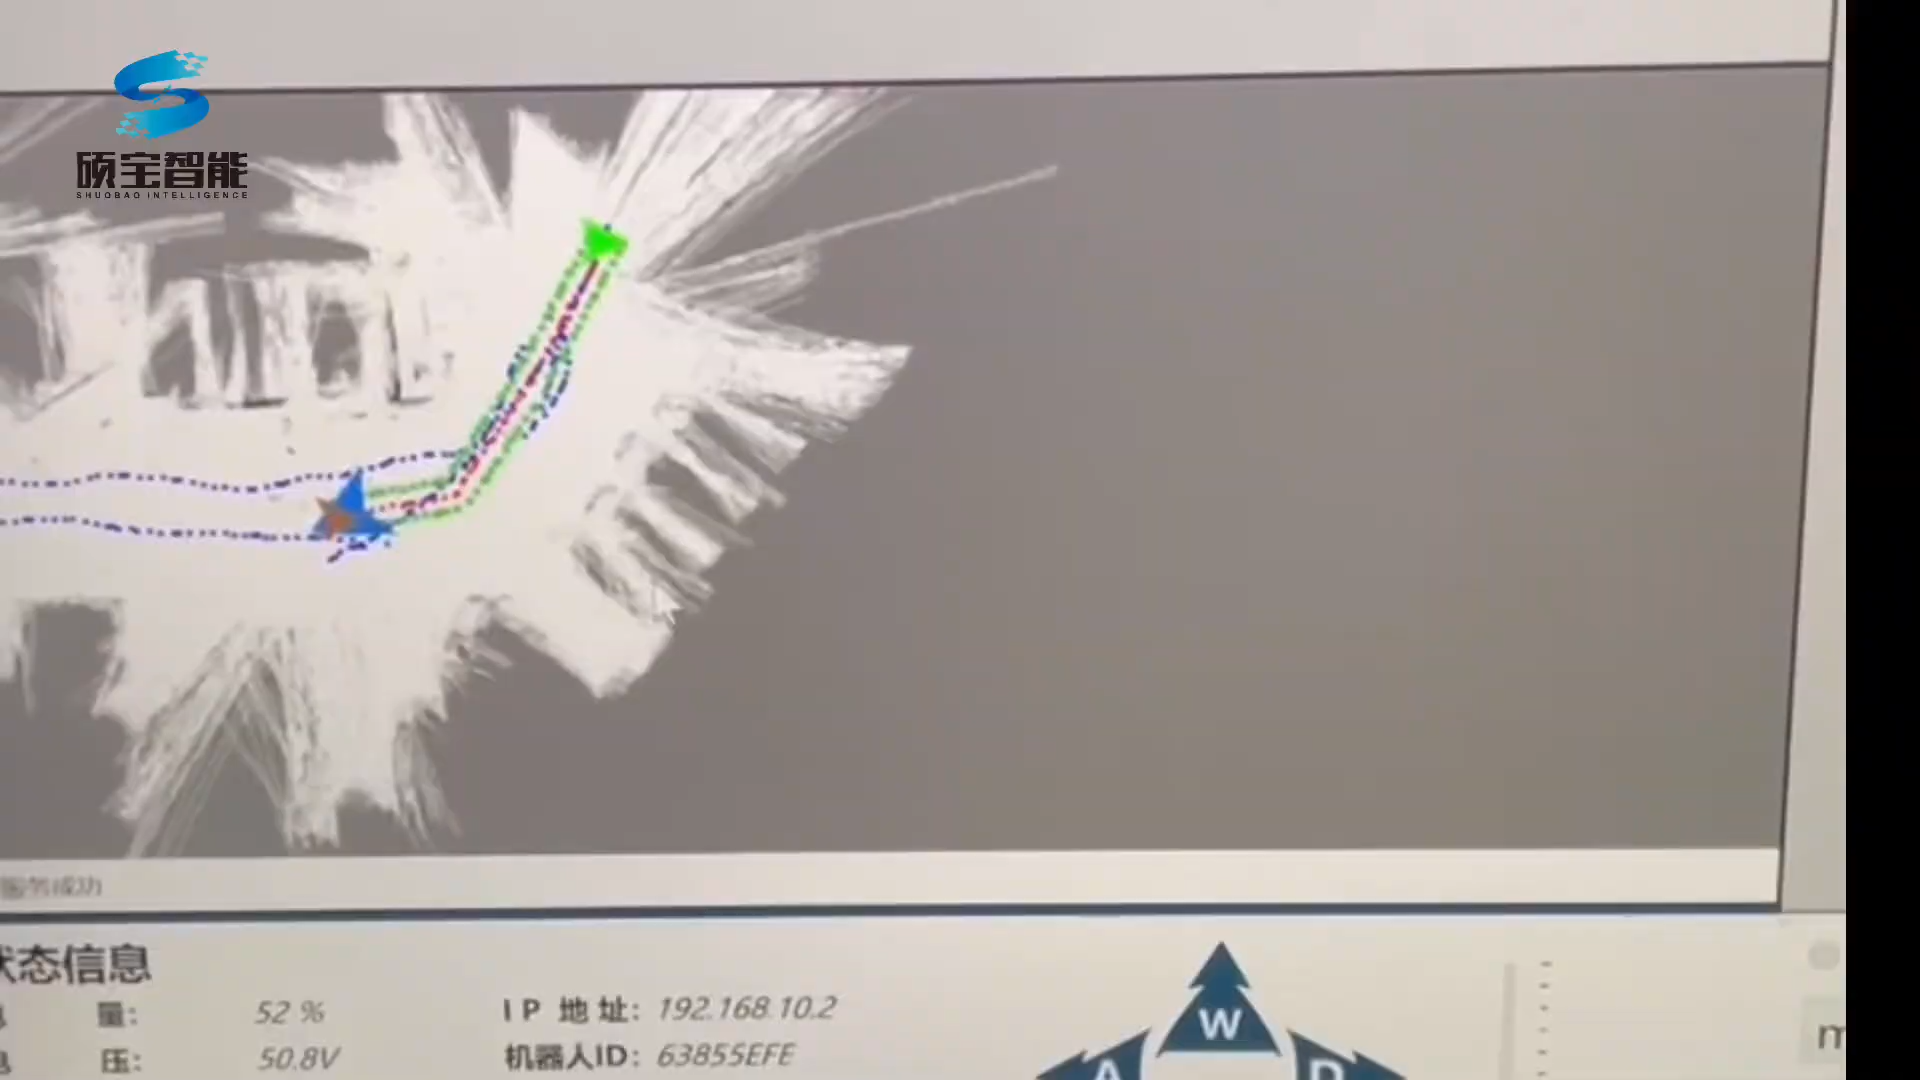 硕宝智能
SHUOBAO INTELLIGENCE
状态信息
量: 52 %
IP 地址: 192.168.10.2
压: 50.8V
机器人ID: 63855EFE
W
A
D